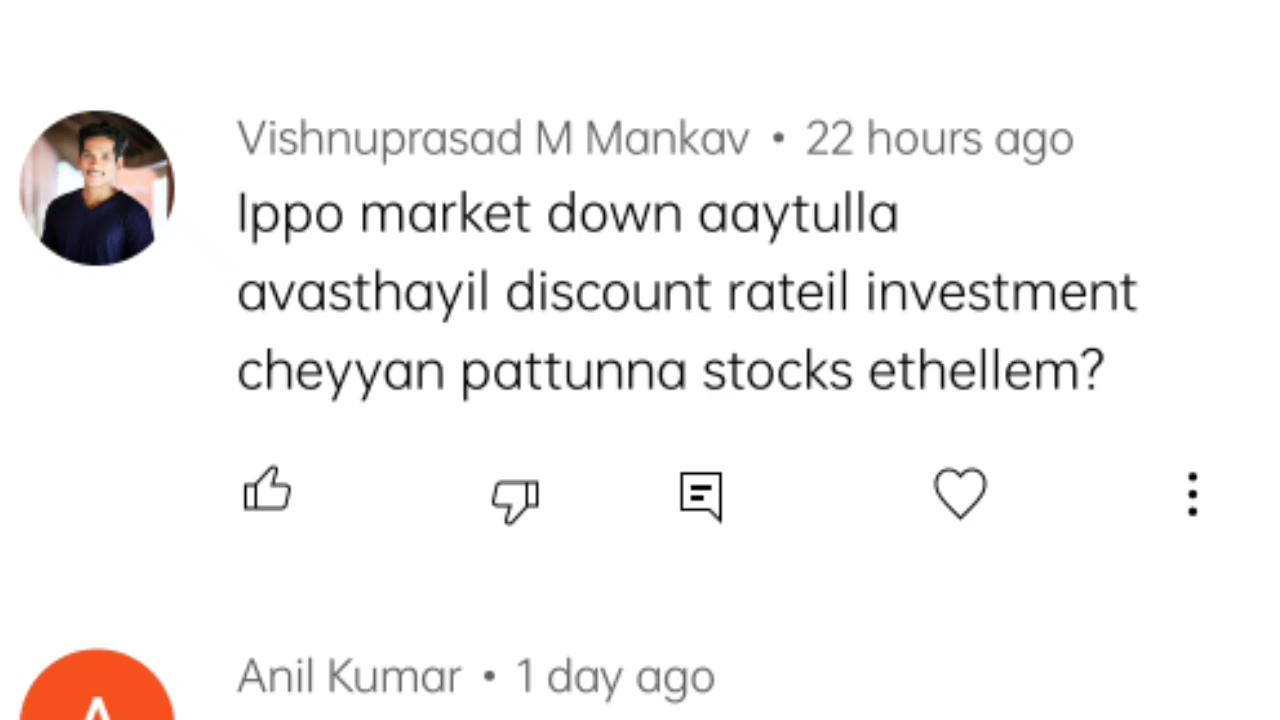 Vishnuprasad M Mankav • 22 hours ago
Ippo market down aaytulla
avasthayil discount rateil investment
cheyyan pattunna stocks ethellem?
Anil Kumar • 1 day ago
A